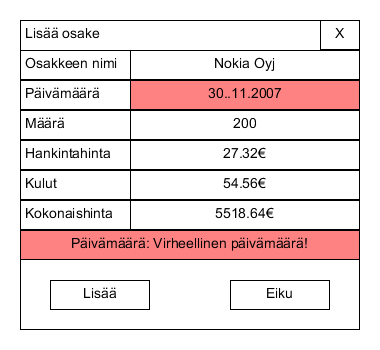 Lisää osake X
Osakkeen nimi Nokia Oyj
Päivämäärä 30..11.2007
Määrä 200
Hankintahinta 27.32€
Kulut 54.56€
Kokonaishinta 5518.64€
Päivämäärä: Virheellinen päivämäärä!
Lisää Eiku